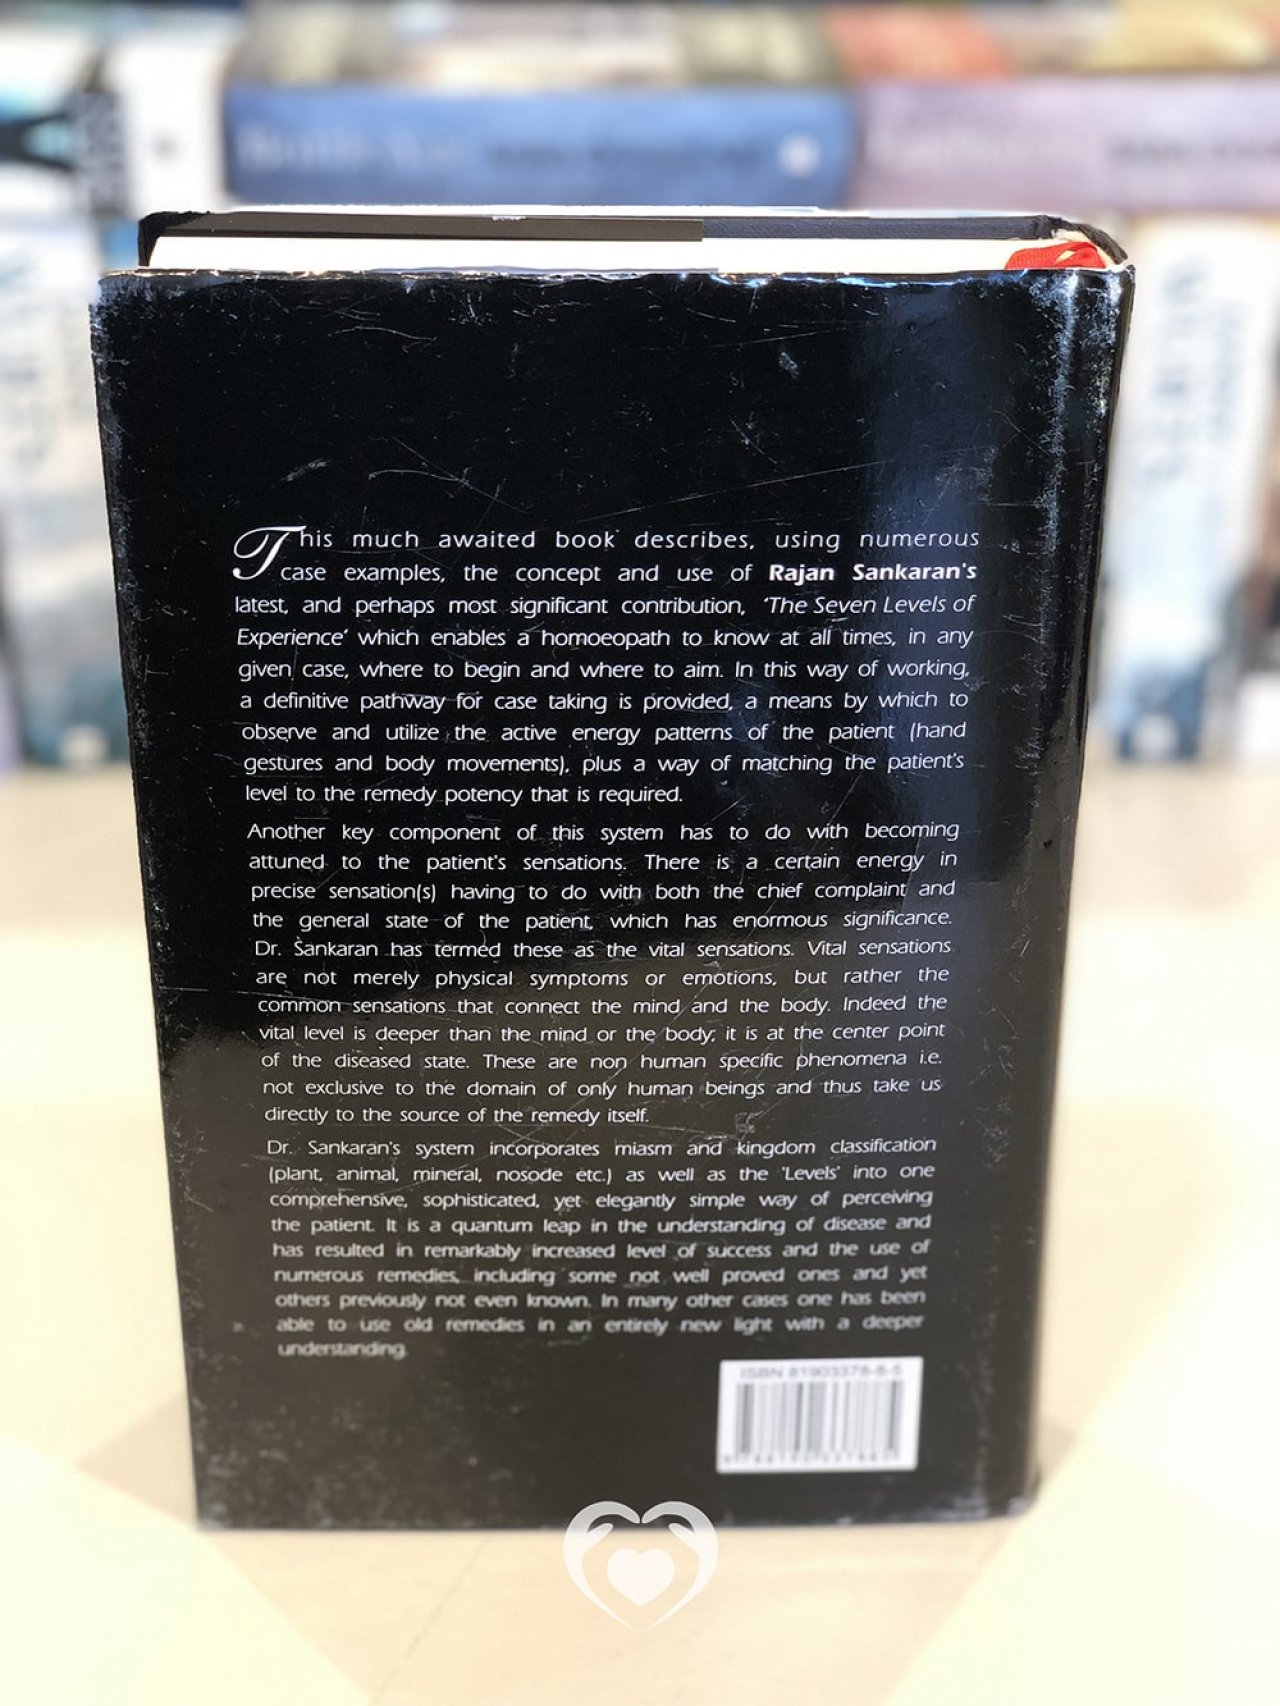 This much awaited book describes, using numerous
case examples, the concept and use of Rajan Sankaran's
latest, and perhaps most significant contribution, 'The Seven Levels of
Experience' which enables a homoeopath to know at all times, in any
given case, where to begin and where to aim. In this way of working,
a definitive pathway for case taking is provided, a means by which to
observe and utilize the active energy patterns of the patient (hand
gestures and body movements), plus a way of matching the patient's
level to the remedy potency that is required.
Another key component of this system has to do with becoming
attuned to the patient's sensations. There is a certain energy in
precise sensation(s) having to do with both the chief complaint and
the general state of the patient, which has enormous significance.
Dr. Sankaran has termed these as the vital sensations. Vital sensations
are not merely physical symptoms or emotions, but rather the
common sensations that connect the mind and the body. Indeed the
vital level is deeper than the mind or the body; it is at the center point
of the diseased state. These are non human specific phenomena i.e.
not exclusive to the domain of only human beings and thus take us
directly to the source of the remedy itself.
Dr. Sankaran's system incorporates miasm and kingdom classification
(plant, animal, mineral, nosode etc.) as well as the 'Levels' into one
comprehensive, sophisticated, yet elegantly simple way of perceiving
the patient. It is a quantum leap in the understanding of disease and
has resulted in remarkably increased level of success and the use of
numerous remedies, including some not well proved ones and yet
others previously not even known. In many other cases one has been
able to use old remedies in an entirely new light with a deeper
understanding.
ISBN 81903378-8-5